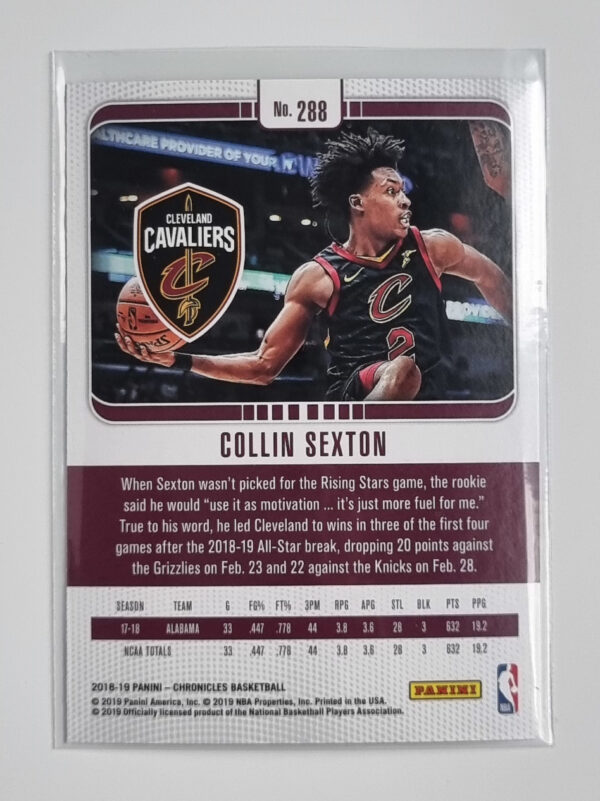 No. 288
LTHCARE PROVIDER OF YOUR
CLEVELAND
CAVALIERS
C
C
2
PROVIDE
COLLIN SEXTON
When Sexton wasn't picked for the Rising Stars game, the rookie
said he would “use it as motivation ... it's just more fuel for me.”
True to his word, he led Cleveland to wins in three of the first four
games after the 2018-19 All-Star break, dropping 20 points against
the Grizzlies on Feb. 23 and 22 against the Knicks on Feb. 28.
SEASON TEAM G FG% FT% 3PM RPG APG STL BLK PTS PPG
17-18 ALABAMA 33 .447 .778 44 3.8 3.6 28 3 632 19.2
NCAA TOTALS 33 .447 .778 44 3.8 3.6 28 3 632 19.2
2018-19 PANINI – CHRONICLES BASKETBALL
© 2019 Panini America, Inc. © 2019 NBA Properties, Inc. Printed in the USA.
© 2019 Officially licensed product of the National Basketball Players Association.
PANINI
NBA